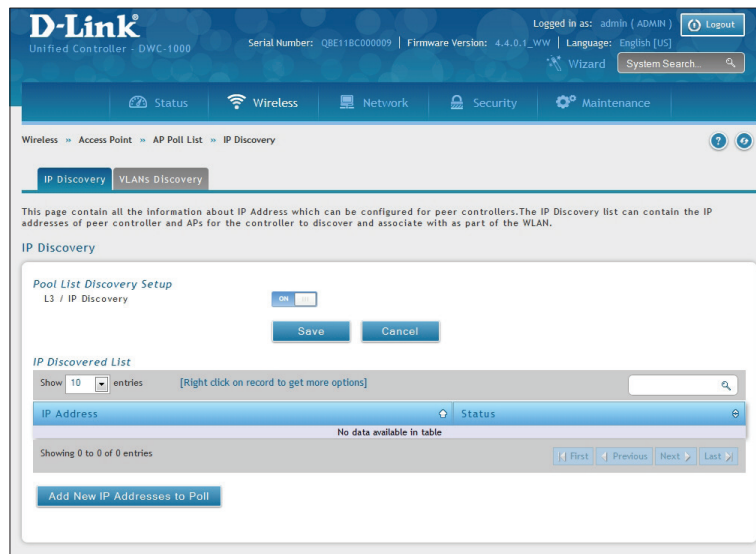 D-Link
Unified Controller - DWC-1000
Logged in as: admin ( ADMIN )
Logout
Serial Number: QBE11BC000009 | Firmware Version: 4.4.0.1_WW | Language: English [US]
Wizard
System Search...
Status
Wireless
Network
Security
Maintenance
Wireless » Access Point » AP Poll List » IP Discovery
IP Discovery
VLANs Discovery
This page contain all the information about IP Address which can be configured for peer controllers.The IP Discovery list can contain the IP
addresses of peer controller and APs for the controller to discover and associate with as part of the WLAN.
IP Discovery
Pool List Discovery Setup
L3 / IP Discovery
ON
Save
Cancel
IP Discovered List
Show 10 entries
[Right click on record to get more options]
IP Address
Status
No data available in table
Showing 0 to 0 of 0 entries
First
Previous
Next
Last
Add New IP Addresses to Poll